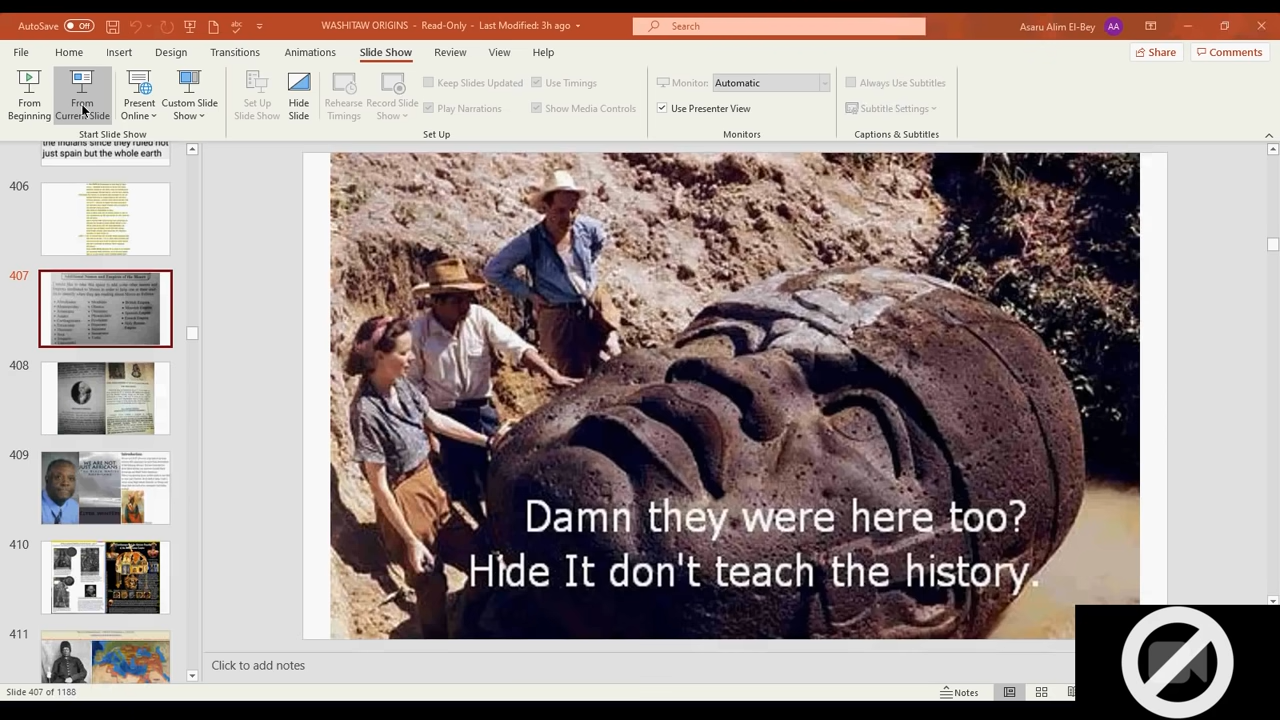 AutoSave Off
WASHITAW ORIGINS - Read-Only - Last Modified: 3h ago
Search
Asaru Alim El-Bey AA
File Home Insert Design Transitions Animations Slide Show Review View Help
Share Comments
From Beginning
From Current Slide
Present Online
Custom Slide Show
Set Up Slide Show
Hide Slide
Rehearse Timings
Record Slide Show
Keep Slides Updated
Play Narrations
Use Timings
Show Media Controls
Monitor: Automatic
Use Presenter View
Always Use Subtitles
Subtitle Settings
Start Slide Show
Set Up
Monitors
Captions & Subtitles
the Indians since they ruled not
just spain but the whole earth
406
407
408
409
410
411
Damn they were here too?
Hide It don't teach the history.
Click to add notes
Slide 407 of 1188
Notes